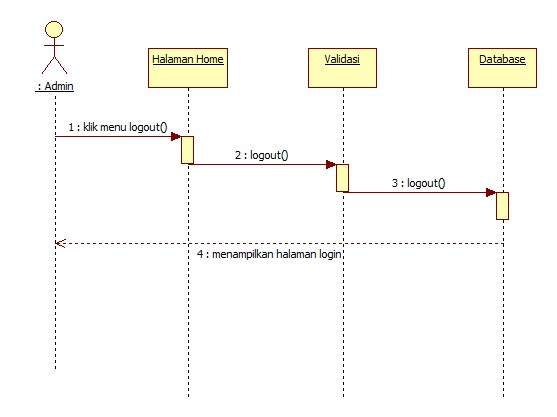 Halaman Home
Validasi
Database
: Admin
1 : klik menu logout()
2 : logout()
3 : logout()
4 : menampilkan halaman login